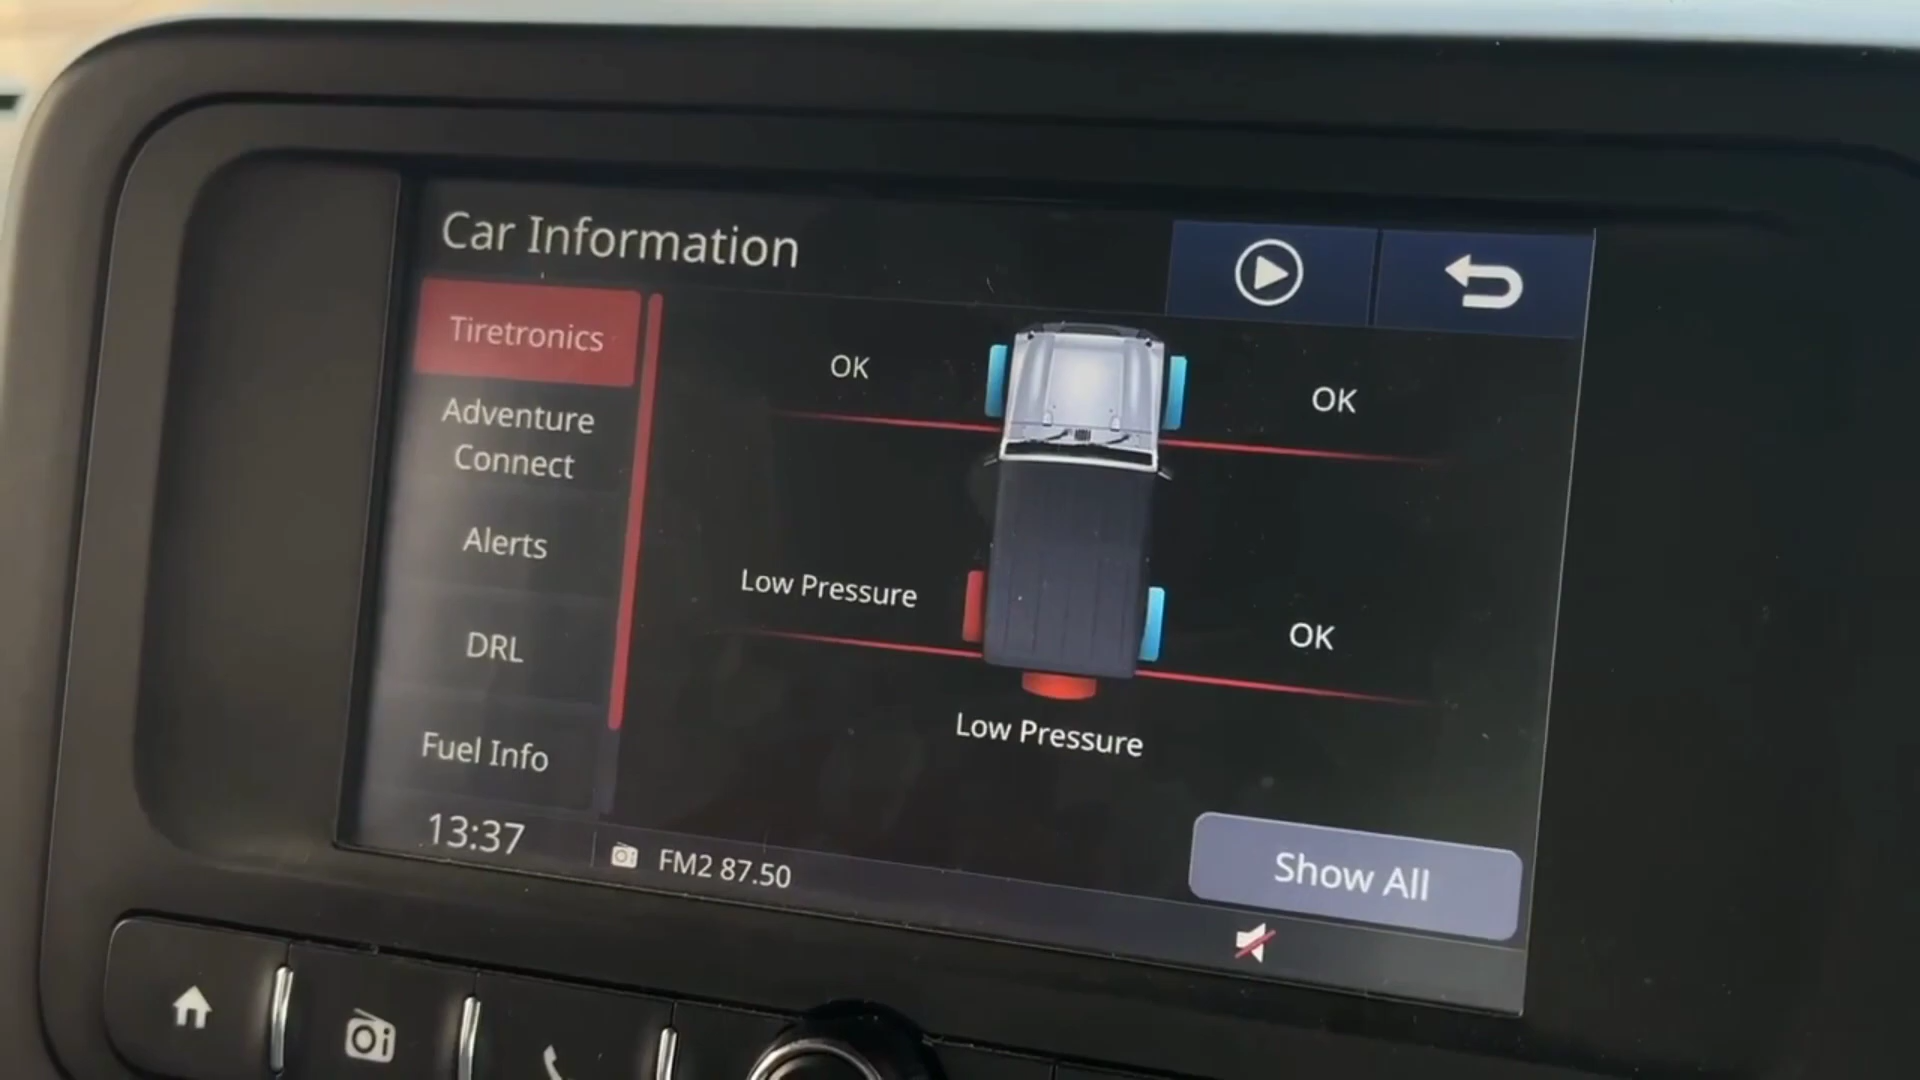 Car Information
Tiretronics
Adventure
Connect
Alerts
DRL
Fuel Info
OK
OK
Low Pressure
OK
Low Pressure
Show All
13:37
FM2 87.50